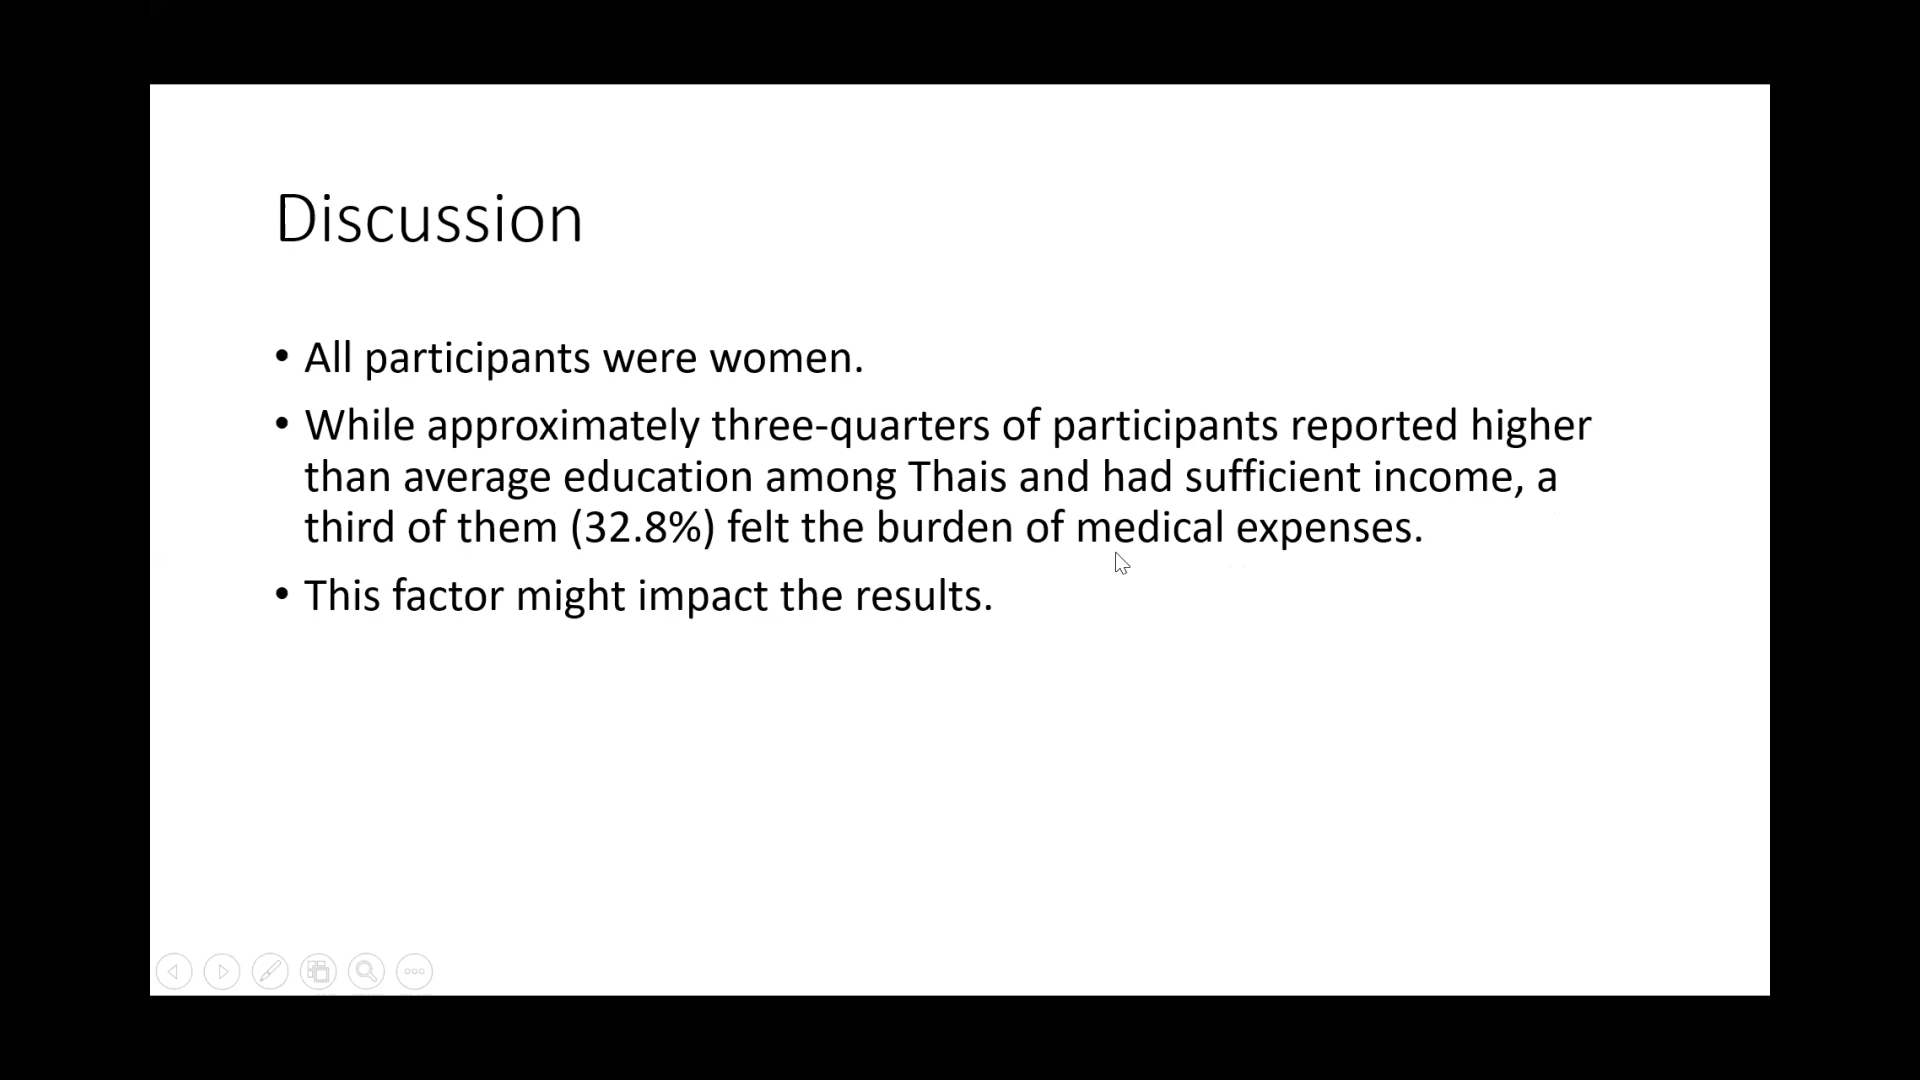 Discussion
• All participants were women.
• While approximately three-quarters of participants reported higher
than average education among Thais and had sufficient income, a
third of them (32.8%) felt the burden of medical expenses.
• This factor might impact the results.